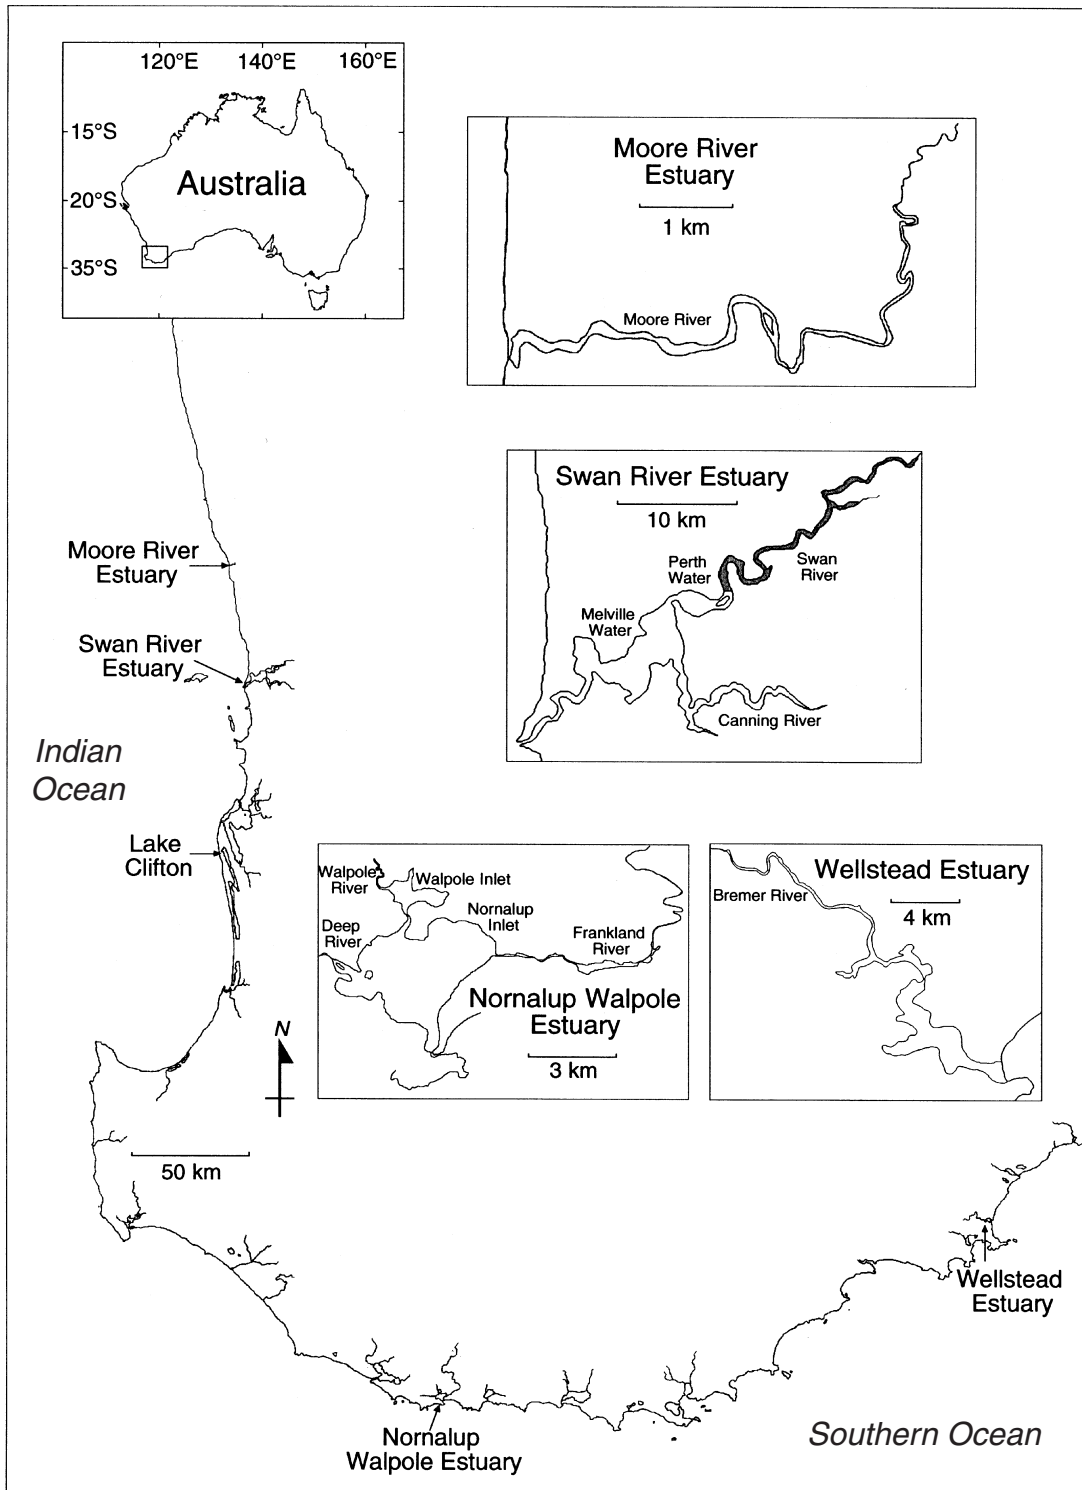 120°E 140°E 160°E
15°S
20°S
35°S
Australia
Moore River
Estuary
1 km
Moore River
Swan River Estuary
10 km
Perth
Water
Swan
River
Melville
Water
Canning River
Moore River
Estuary
Swan River
Estuary
Indian
Ocean
Lake
Clifton
Walpole
River
Walpole Inlet
Nornalup
Inlet
Deep
River
Frankland
River
Nornalup Walpole
Estuary
3 km
Wellstead Estuary
Bremer River
4 km
N
50 km
Wellstead
Estuary
Nornalup
Walpole Estuary
Southern Ocean